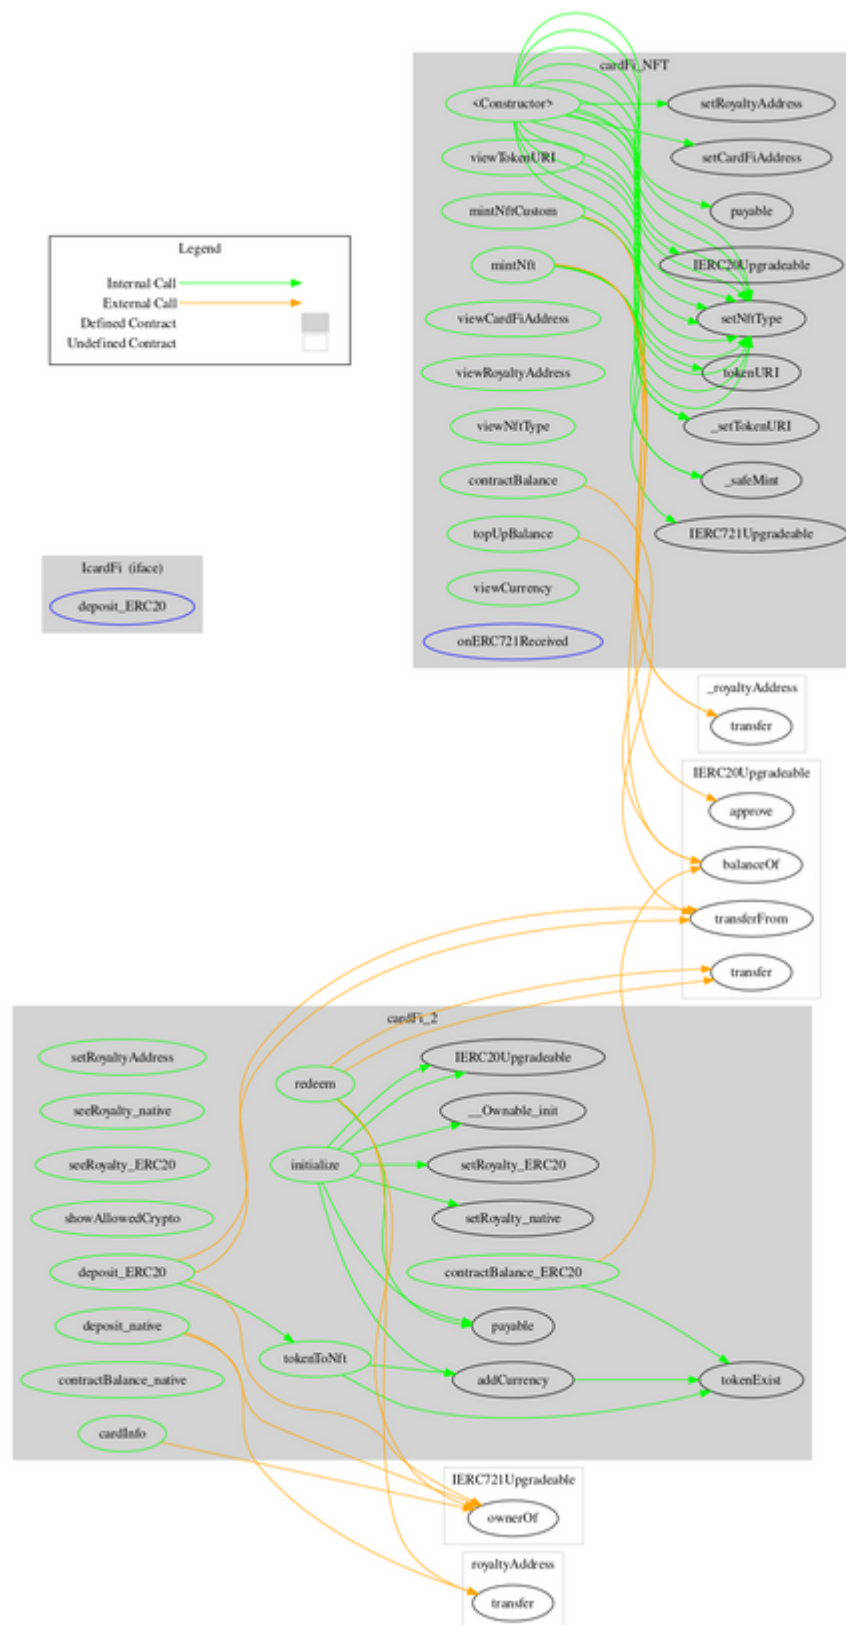 cardFi_NFT
<Constructor>
setRoyaltyAddress
viewTokenURI
setCardFiAddress
mintNftCustom
payable
mintNft
IERC20Upgradeable
viewCardFiAddress
setNftType
viewRoyaltyAddress
tokenURI
viewNftType
_setTokenURI
contractBalance
_safeMint
topUpBalance
IERC721Upgradeable
viewCurrency
onERC721Received
Legend
Internal Call
External Call
Defined Contract
Undefined Contract
IcardFi (iface)
deposit_ERC20
_royaltyAddress
transfer
IERC20Upgradeable
approve
balanceOf
transferFrom
transfer
cardFi_2
setRoyaltyAddress
redeem
IERC20Upgradeable
seeRoyalty_native
__Ownable_init
seeRoyalty_ERC20
initialize
setRoyalty_ERC20
showAllowedCrypto
setRoyalty_native
deposit_ERC20
contractBalance_ERC20
deposit_native
payable
tokenToNft
contractBalance_native
addCurrency
tokenExist
cardInfo
IERC721Upgradeable
ownerOf
royaltyAddress
transfer